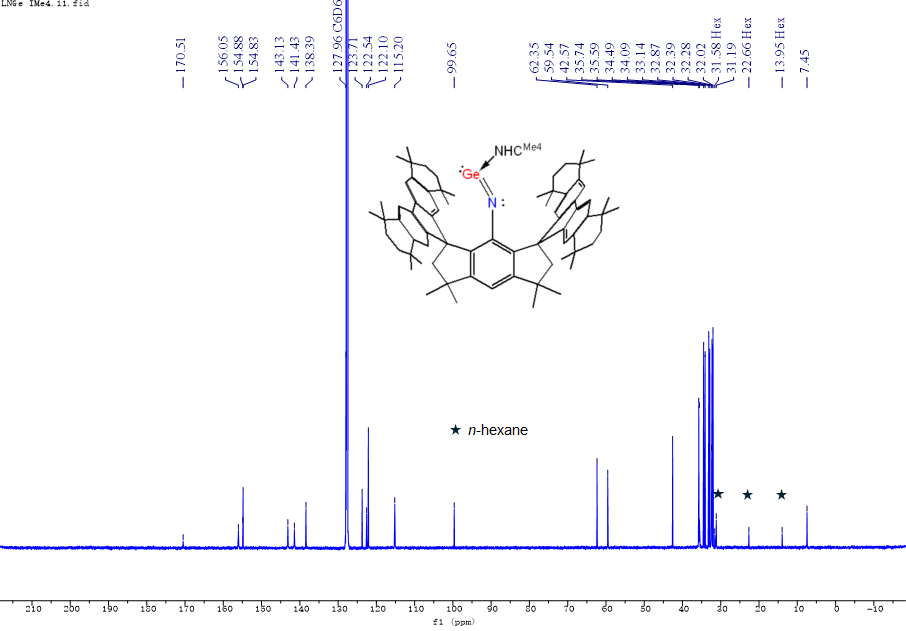 LNGe IMe4.11.fid
170.51
156.05
154.88
154.83
143.13
141.43
138.39
127.96 C6D6
123.71
122.54
122.10
115.20
99.65
62.35
59.54
42.57
35.74
35.59
34.49
34.09
33.14
32.87
32.39
32.28
32.02
31.58 Hex
31.19
22.66 Hex
13.95 Hex
7.45
NHCMe4
:Ge
N:
★ n-hexane
★ ★ ★
210 200 190 180 170 160 150 140 130 120 110 100 90 80 70 60 50 40 30 20 10 0 -10
f1 (ppm)